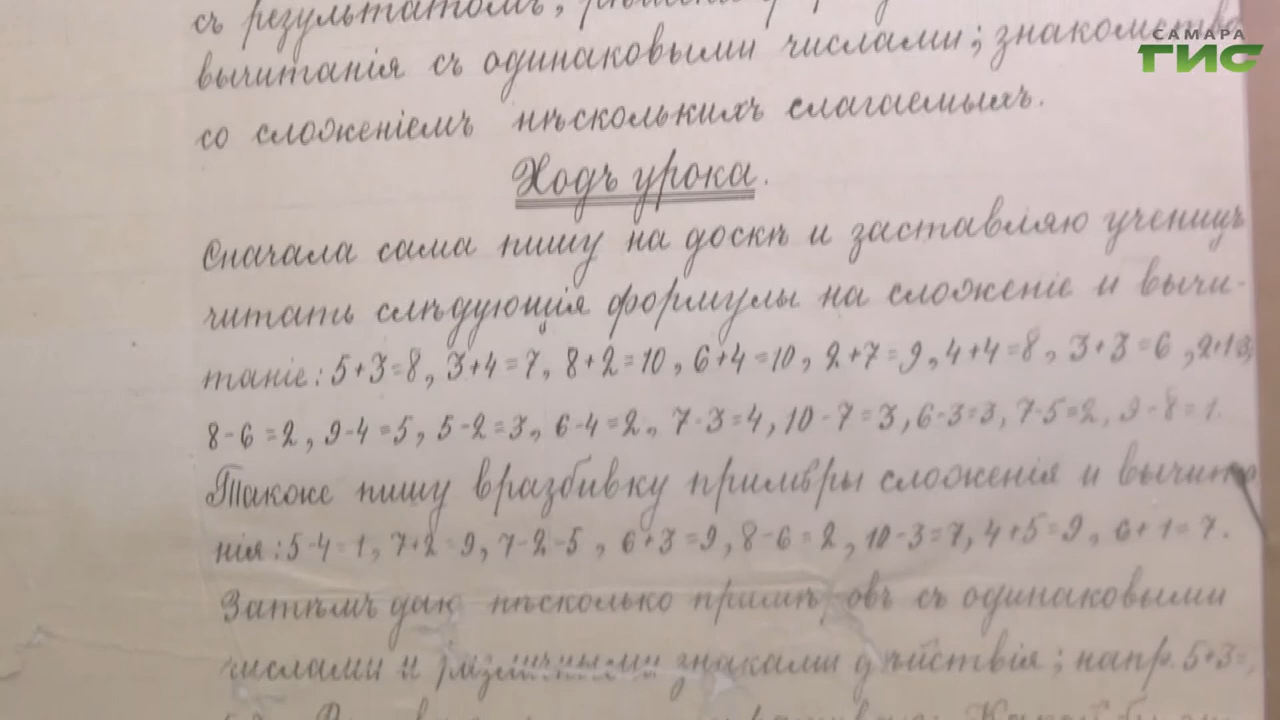 съ результатомъ,
вычитанія съ одинаковыми числами; знакомство
со сложеніемъ нѣсколькихъ слагаемыхъ.
Ходъ урока.
Сначала сама пишу на доскѣ и заставляю ученицъ
читать слѣдующія формулы на сложеніе и вычи-
таніе: 5+3=8, 3+4=7, 8+2=10, 6+4=10, 2+7=9, 4+4=8, 3+3=6, 2+1=3,
8-6=2, 9-4=5, 5-2=3, 6-4=2, 7-3=4, 10-7=3, 6-3=3, 7-5=2, 9-8=1.
Также пишу вразбивку примѣры сложенія и вычита
нія: 5-4=1, 7+2=9, 7-2=5, 6+3=9, 8-6=2, 10-3=7, 4+5=9, 6+1=7.
Затѣмъ даю нѣсколько примѣровъ съ одинаковыми
числами и различными знаками дѣйствія; напр. 5+3=,
САМАРА
ГИС